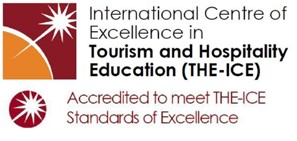 International Centre of
Excellence in
Tourism and Hospitality
Education (THE-ICE)
Accredited to meet THE-ICE
Standards of Excellence